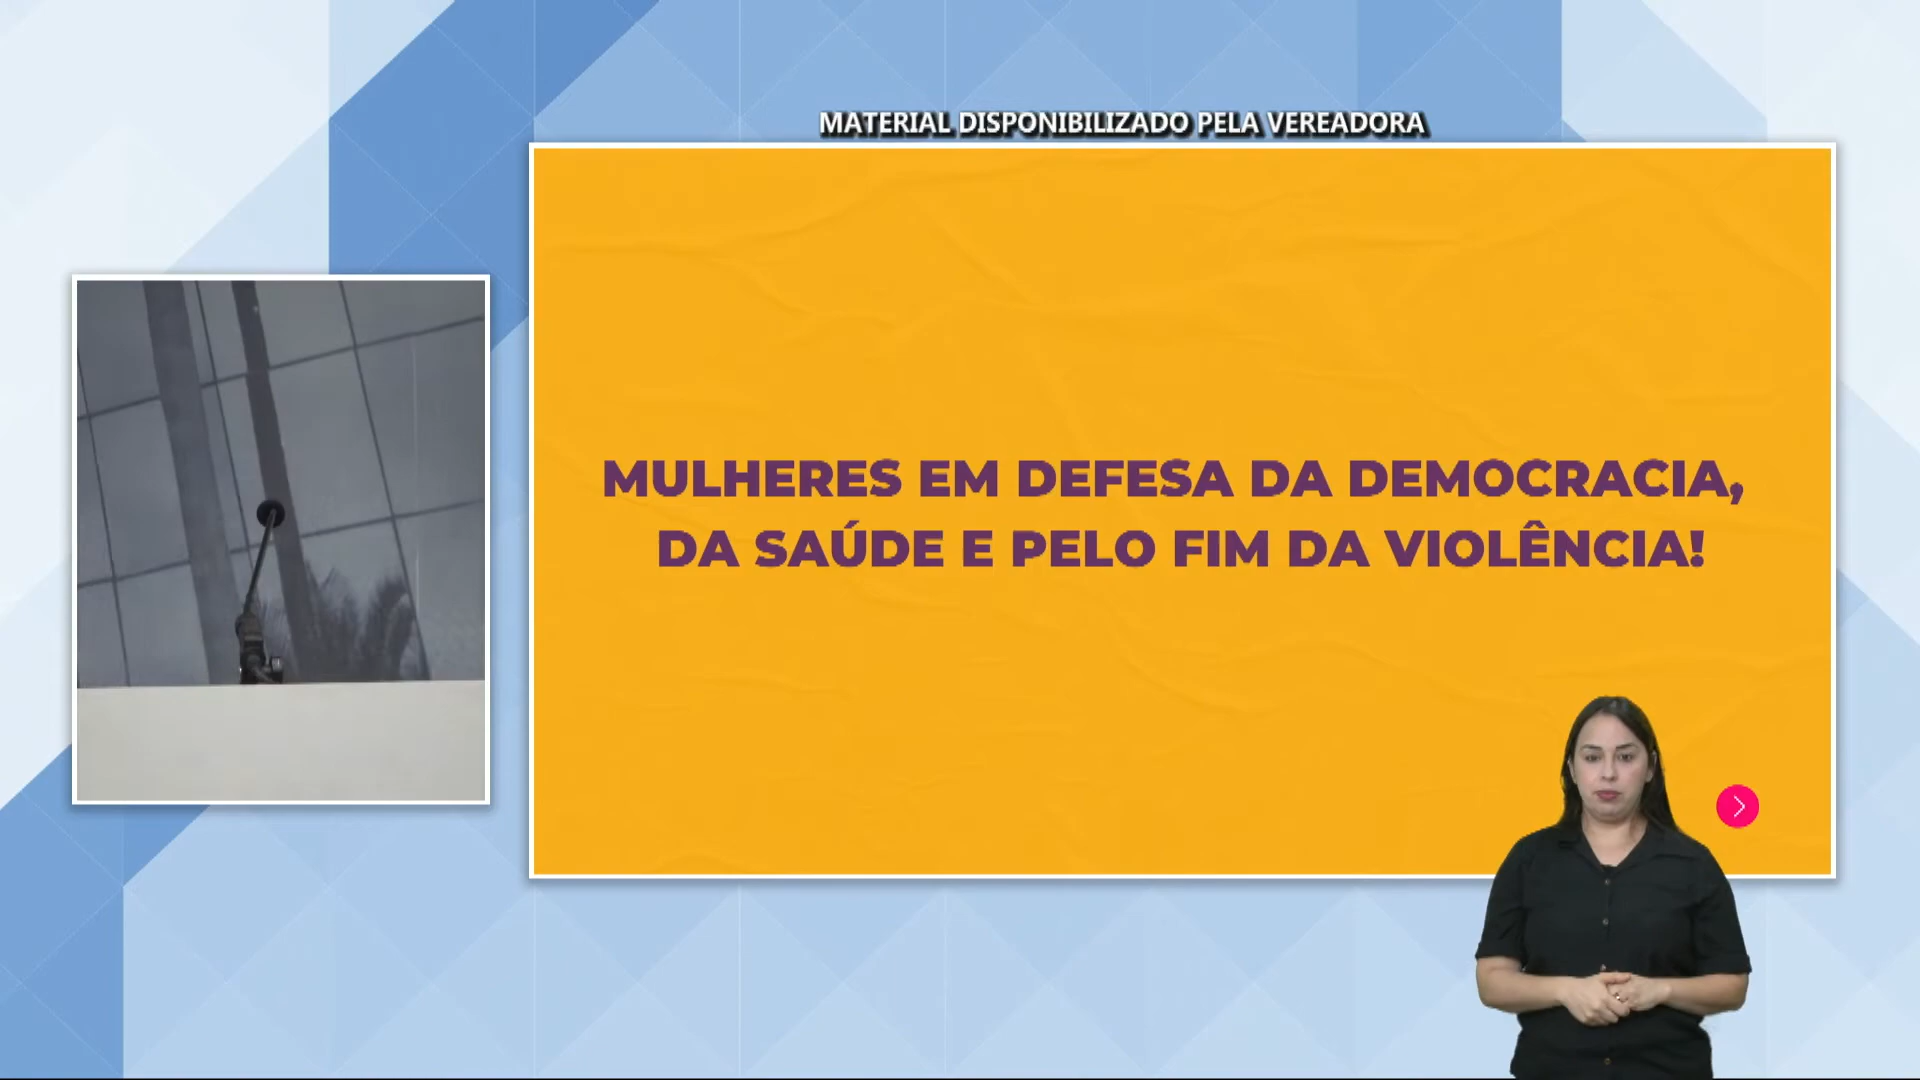 MATERIAL DISPONIBILIZADO PELA VEREADORA
MULHERES EM DEFESA DA DEMOCRACIA,
DA SAÚDE E PELO FIM DA VIOLÊNCIA!